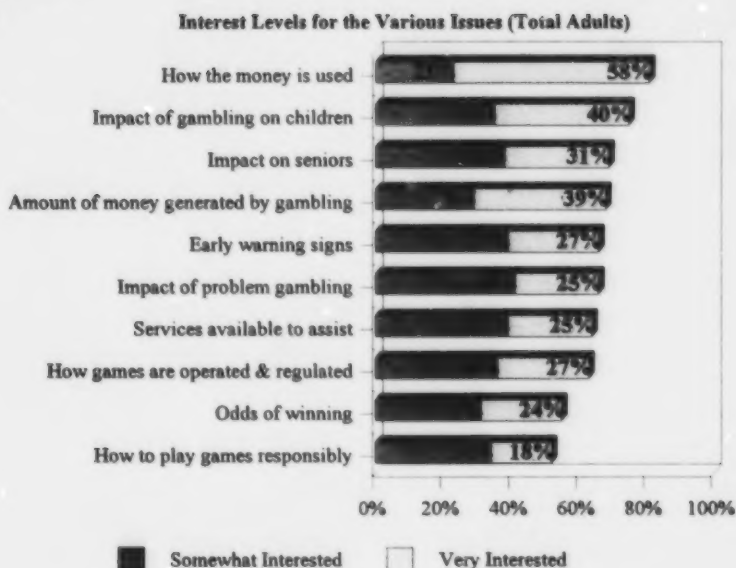 Interest Levels for the Various Issues (Total Adults)
How the money is used 58%
Impact of gambling on children 40%
Impact on seniors 31%
Amount of money generated by gambling 39%
Early warning signs 27%
Impact of problem gambling 25%
Services available to assist 25%
How games are operated & regulated 27%
Odds of winning 24%
How to play games responsibly 18%
0% 20% 40% 60% 80% 100%
Somewhat Interested Very Interested